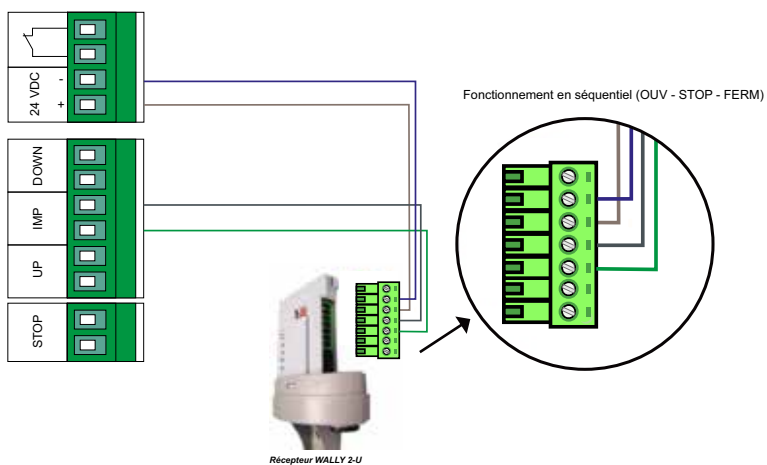 24 VDC
-
+
DOWN
IMP
UP
STOP
Fonctionnement en séquentiel (OUV - STOP - FERM)
Récepteur WALLY 2-U